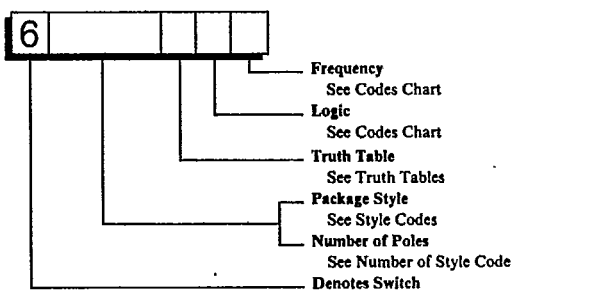 6
Frequency
See Codes Chart
Logic
See Codes Chart
Truth Table
See Truth Tables
Package Style
See Style Codes
Number of Poles
See Number of Style Code
Denotes Switch